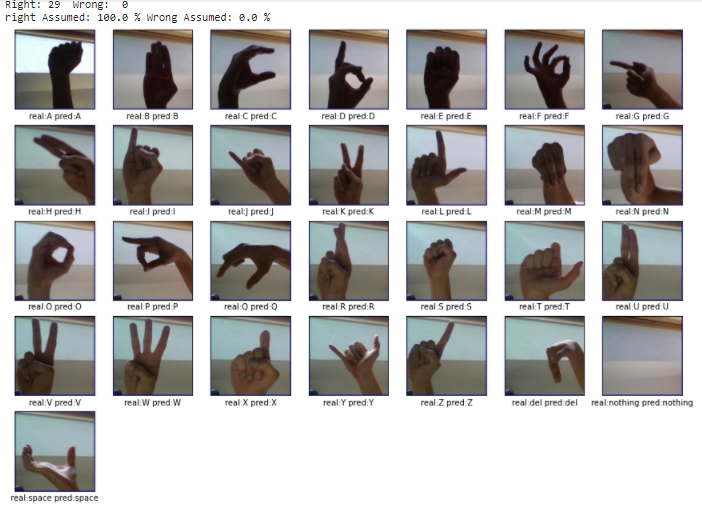 Right: 29 Wrong: 0
right Assumed: 100.0 % Wrong Assumed: 0.0 %
real:A pred:A real:B pred:B real:C pred:C real:D pred:D real:E pred:E real:F pred:F real:G pred:G
real:H pred:H real:I pred:I real:J pred:J real:K pred:K real:L pred:L real:M pred:M real:N pred:N
real:O pred:O real:P pred:P real:Q pred:Q real:R pred:R real:S pred:S real:T pred:T real:U pred:U
real:V pred:V real:W pred:W real:X pred:X real:Y pred:Y real:Z pred:Z real:del pred:del real:nothing pred:nothing
real:space pred:space